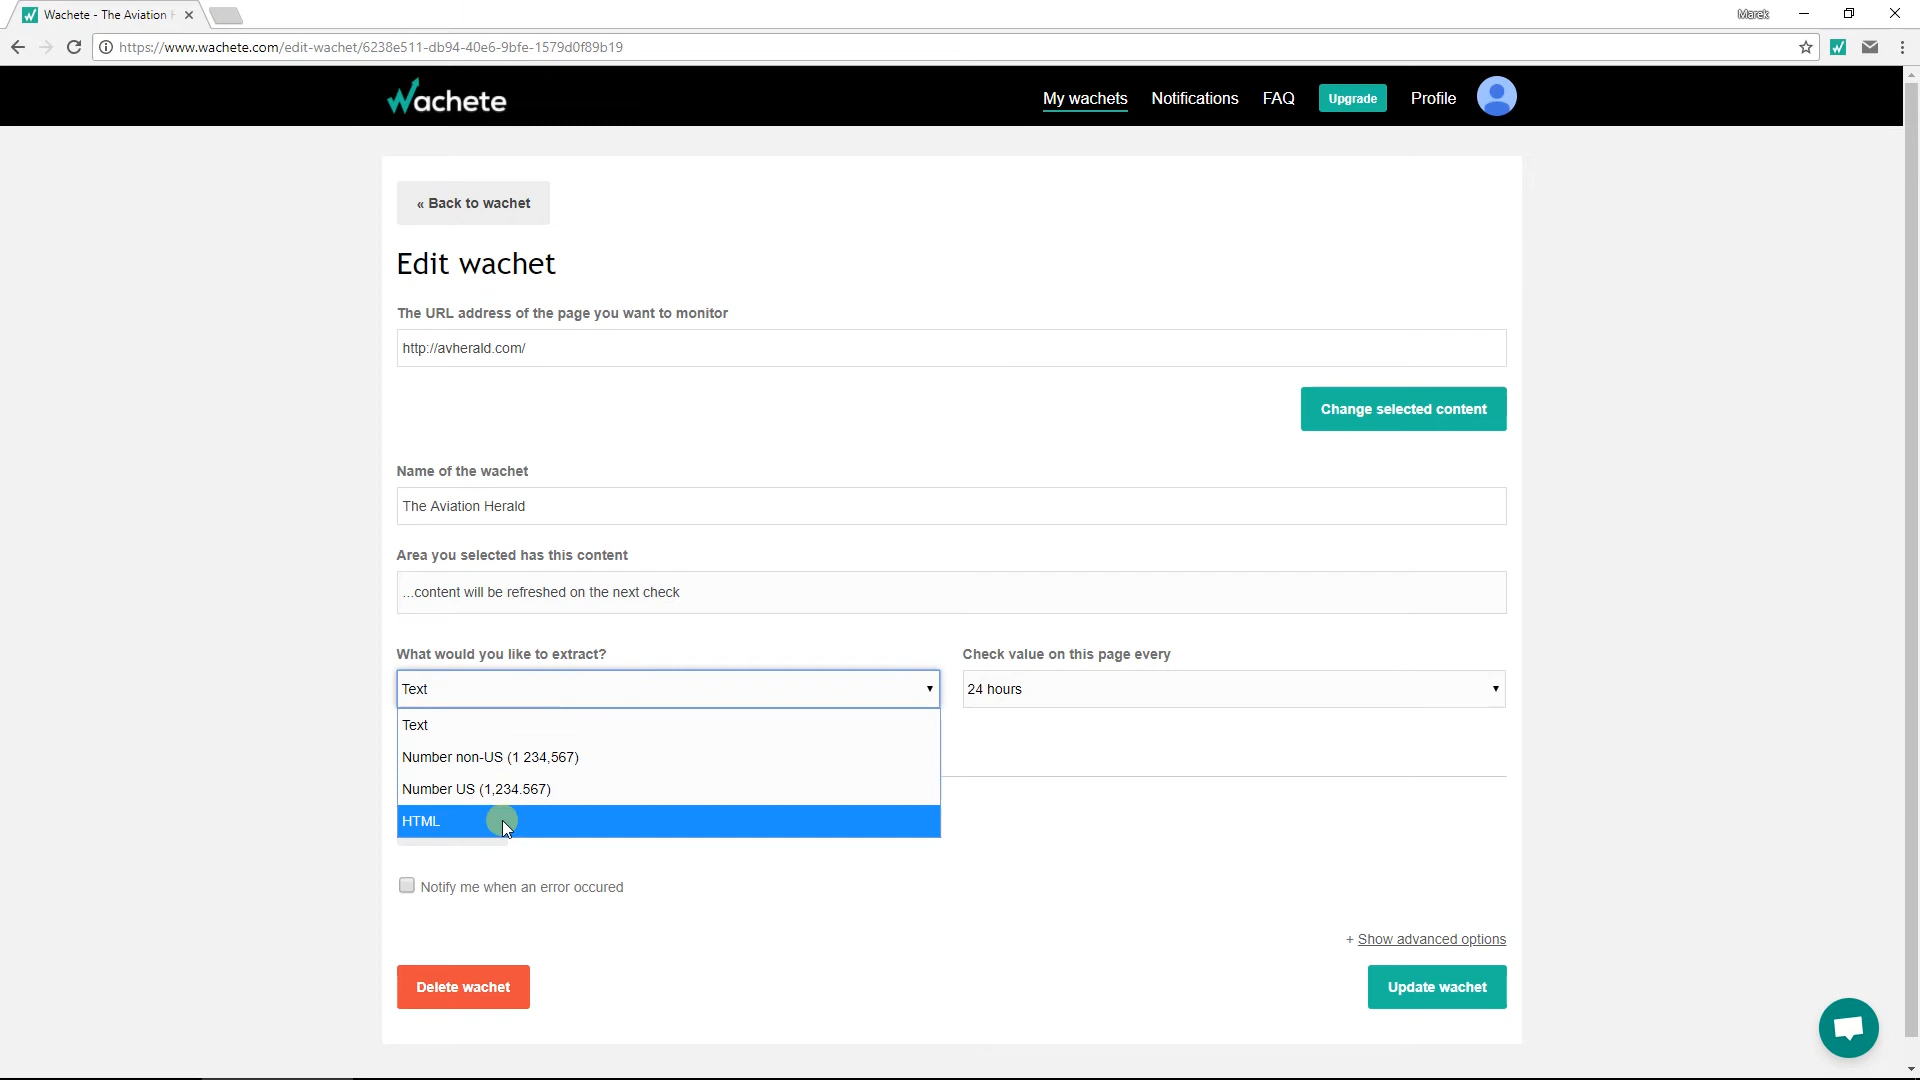 Wachete - The Aviation
Marek
https://www.wachete.com/edit-wachet/6238e511-db94-40e6-9bfe-1579d0f89b19
Wachete
My wachets
Notifications
FAQ
Upgrade
Profile
« Back to wachet
Edit wachet
The URL address of the page you want to monitor
http://avherald.com/
Change selected content
Name of the wachet
The Aviation Herald
Area you selected has this content
...content will be refreshed on the next check
What would you like to extract?
Check value on this page every
Text
24 hours
Text
Number non-US (1 234,567)
Number US (1,234.567)
HTML
Notify me when an error occured
+ Show advanced options
Delete wachet
Update wachet